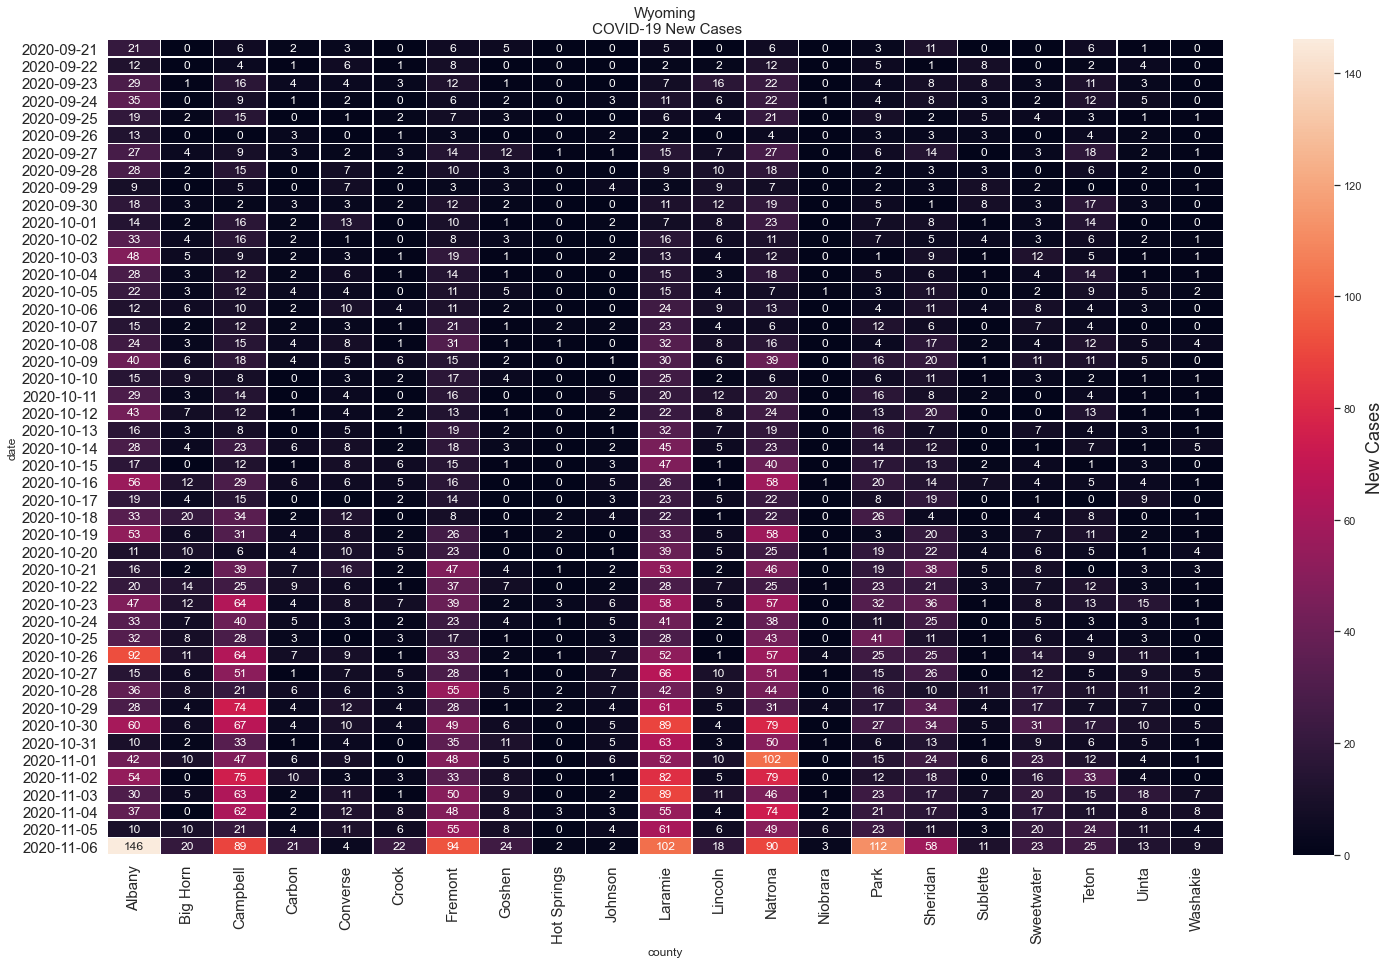 Wyoming
COVID-19 New Cases
2020-09-21 21 0 6 2 3 0 6 5 0 0 5 0 6 0 3 11 0 0 6 1 0
2020-09-22 12 0 4 1 6 1 8 0 0 0 2 2 12 0 5 1 8 0 2 4 0
2020-09-23 29 1 16 4 4 3 12 1 0 0 7 16 22 0 4 8 8 3 11 3 0
2020-09-24 35 0 9 1 2 0 6 2 0 3 11 6 22 1 4 8 3 2 12 5 0
2020-09-25 19 2 15 0 1 2 7 3 0 0 6 4 21 0 9 2 5 4 3 1 1
2020-09-26 13 0 0 3 0 1 3 0 0 2 2 0 4 0 3 3 3 0 4 2 0
2020-09-27 27 4 9 3 2 3 14 12 1 1 15 7 27 0 6 14 0 3 18 2 1
2020-09-28 28 2 15 0 7 2 10 3 0 0 9 10 18 0 2 3 3 0 6 2 0
2020-09-29 9 0 5 0 7 0 3 3 0 4 3 9 7 0 2 3 8 2 0 0 1
2020-09-30 18 3 2 3 3 2 12 2 0 0 11 12 19 0 5 1 8 3 17 3 0
2020-10-01 14 2 16 2 13 0 10 1 0 2 7 8 23 0 7 8 1 3 14 0 0
2020-10-02 33 4 16 2 1 0 8 3 0 0 16 6 11 0 7 5 4 3 6 2 1
2020-10-03 48 5 9 2 3 1 19 1 0 2 13 4 12 0 1 9 1 12 5 1 1
2020-10-04 28 3 12 2 6 1 14 1 0 0 15 3 18 0 5 6 1 4 14 1 1
2020-10-05 22 3 12 4 4 0 11 5 0 0 15 4 7 1 3 11 0 2 9 5 2
2020-10-06 12 6 10 2 10 4 11 2 0 0 24 9 13 0 4 11 4 8 4 3 0
2020-10-07 15 2 12 2 3 1 21 1 2 2 23 4 6 0 12 6 0 7 4 0 0
2020-10-08 24 3 15 4 8 1 31 1 1 0 32 8 16 0 4 17 2 4 12 5 4
2020-10-09 40 6 18 4 5 6 15 2 0 1 30 6 39 0 16 20 1 11 11 5 0
2020-10-10 15 9 8 0 3 2 17 4 0 0 25 2 6 0 6 11 1 3 2 1 1
2020-10-11 29 3 14 0 4 0 16 0 0 5 20 12 20 0 16 8 2 0 4 1 1
2020-10-12 43 7 12 1 4 2 13 1 0 2 22 8 24 0 13 20 0 0 13 1 1
2020-10-13 16 3 8 0 5 1 19 2 0 1 32 7 19 0 16 7 0 7 4 3 1
2020-10-14 28 4 23 6 8 2 18 3 0 2 45 5 23 0 14 12 0 1 7 1 5
2020-10-15 17 0 12 1 8 6 15 1 0 3 47 1 40 0 17 13 2 4 1 3 0
2020-10-16 56 12 29 6 6 5 16 0 0 5 26 1 58 1 20 14 7 4 5 4 1
2020-10-17 19 4 15 0 0 2 14 0 0 4 23 5 22 0 8 19 0 1 0 9 0
2020-10-18 33 20 34 2 12 0 8 0 2 4 22 1 22 0 26 4 0 4 8 0 1
2020-10-19 53 6 31 4 8 2 26 1 2 0 33 5 58 0 3 20 3 7 11 2 1
2020-10-20 11 10 6 4 10 5 23 0 0 1 39 5 25 1 19 22 4 6 5 1 4
2020-10-21 16 2 39 7 16 2 47 4 1 2 53 2 46 0 19 38 5 8 0 3 3
2020-10-22 20 14 25 9 6 1 37 7 0 2 28 7 25 1 23 21 3 7 12 3 1
2020-10-23 47 12 64 4 8 7 39 2 3 6 58 5 57 0 32 36 1 8 13 15 1
2020-10-24 33 7 40 5 3 2 23 4 1 5 41 2 38 0 11 25 0 5 3 3 1
2020-10-25 32 8 28 3 0 3 17 1 0 4 28 0 43 0 41 11 1 6 4 3 0
2020-10-26 92 11 64 7 9 1 33 2 1 7 52 1 57 4 25 25 1 14 9 11 1
2020-10-27 15 6 51 1 7 5 28 1 0 7 66 10 51 1 15 26 0 12 5 9 5
2020-10-28 36 8 21 6 6 3 55 5 2 7 42 9 44 0 16 10 11 17 11 11 2
2020-10-29 28 4 74 4 12 4 28 1 2 4 61 5 31 4 17 34 4 17 7 7 0
2020-10-30 60 6 67 4 10 4 49 6 0 5 89 4 79 0 27 34 5 31 17 10 5
2020-10-31 10 2 33 1 4 0 35 11 0 5 63 3 50 1 6 13 1 9 6 5 1
2020-11-01 42 10 47 6 9 0 48 5 0 6 52 10 102 0 15 24 6 23 12 4 1
2020-11-02 54 0 75 10 3 3 33 8 0 1 82 5 79 0 12 18 0 16 33 4 0
2020-11-03 30 5 63 2 11 1 50 9 0 2 89 11 46 1 23 17 7 20 15 18 7
2020-11-04 37 0 62 2 12 8 48 8 3 3 55 4 74 2 21 17 3 17 11 8 8
2020-11-05 10 10 21 4 11 6 55 8 0 4 61 6 49 6 23 11 3 20 24 11 4
2020-11-06 146 20 89 21 4 22 94 24 2 2 102 18 90 3 112 58 11 23 25 13 9
Albany Big Horn Campbell Carbon Converse Crook Fremont Goshen Hot Springs Johnson Laramie Lincoln Natrona Niobrara Park Sheridan Sublette Sweetwater Teton Uinta Washakie
county
date
140
120
100
80
60
40
20
0
New Cases